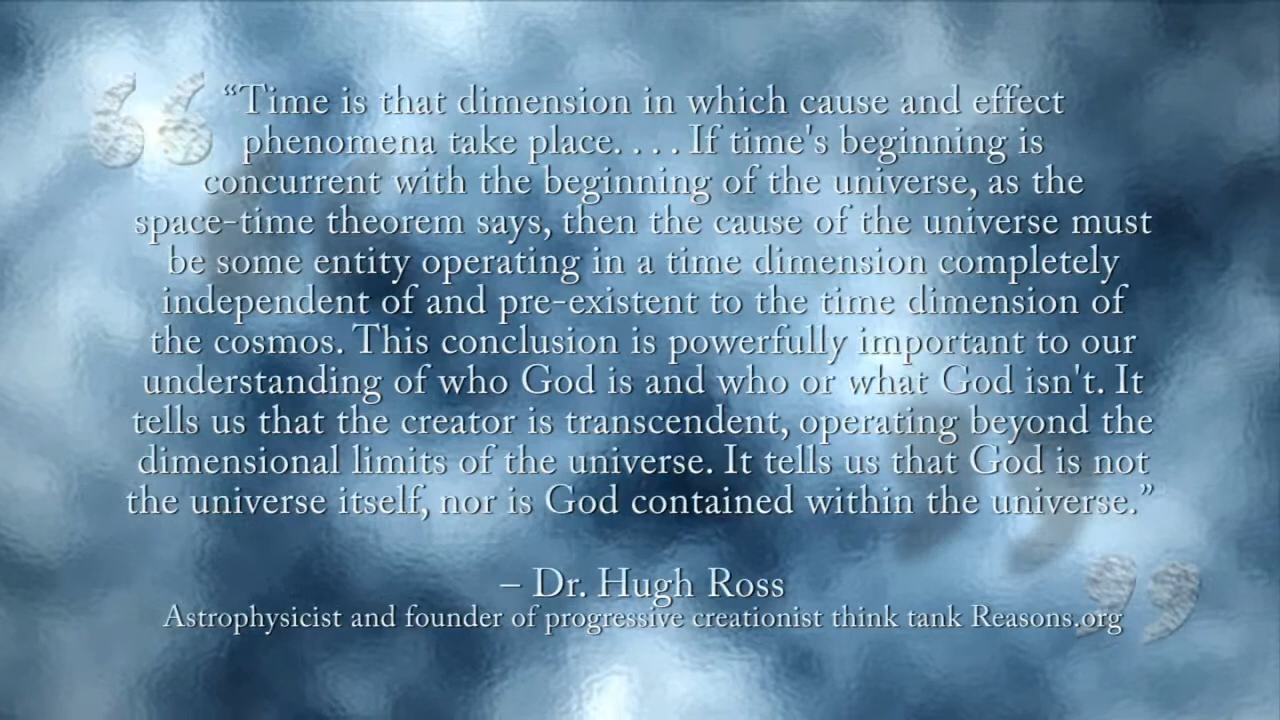 “Time is that dimension in which cause and effect
phenomena take place. . . . If time's beginning is
concurrent with the beginning of the universe, as the
space-time theorem says, then the cause of the universe must
be some entity operating in a time dimension completely
independent of and pre-existent to the time dimension of
the cosmos. This conclusion is powerfully important to our
understanding of who God is and who or what God isn't. It
tells us that the creator is transcendent, operating beyond the
dimensional limits of the universe. It tells us that God is not
the universe itself, nor is God contained within the universe.”
– Dr. Hugh Ross
Astrophysicist and founder of progressive creationist think tank Reasons.org